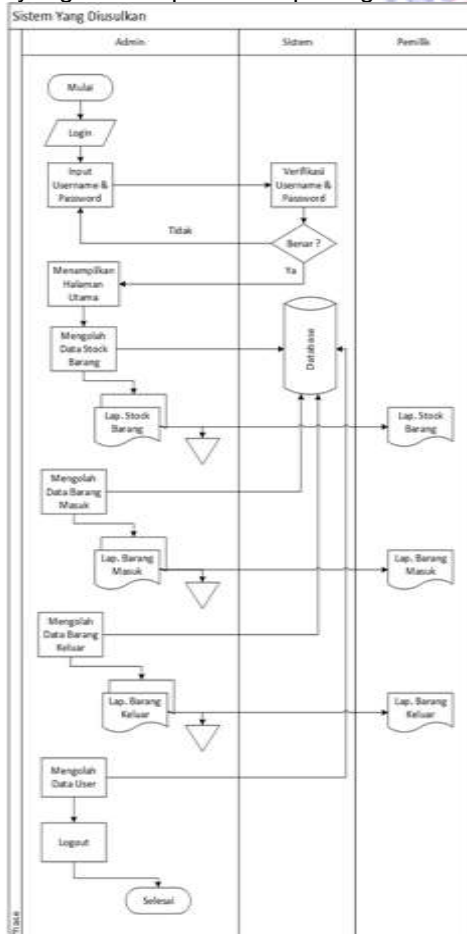 Sistem Yang Diusulkan
Admin
Sistem
Pemilik
Mulai
Login
Input
Username &
Password
Verifikasi
Username &
Password
Tidak
Benar ?
Ya
Menampilkan
Halaman
Utama
Mengolah
Data Stock
Barang
Database
Lap. Stock
Barang
Lap. Stock
Barang
Mengolah
Data Barang
Masuk
Lap. Barang
Masuk
Lap. Barang
Masuk
Mengolah
Data Barang
Keluar
Lap. Barang
Keluar
Lap. Barang
Keluar
Mengolah
Data User
Logout
Selesai